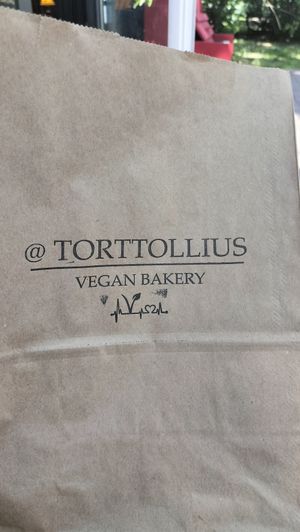 @ TORTTOLLIUS
VEGAN BAKERY